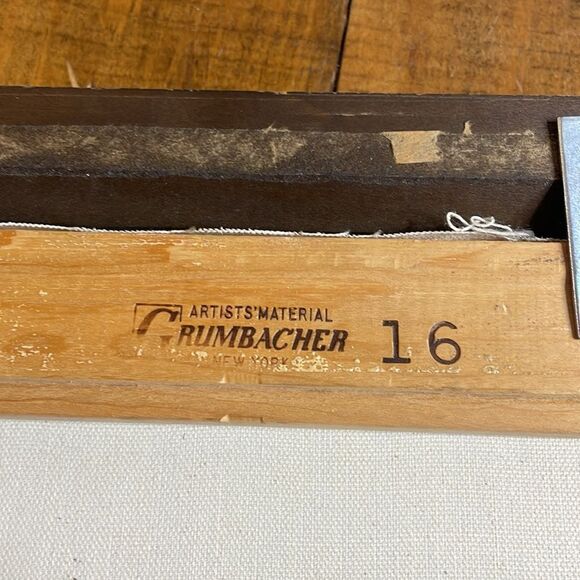 ARTISTS'MATERIAL
GRUMBACHER
NEW YORK
16